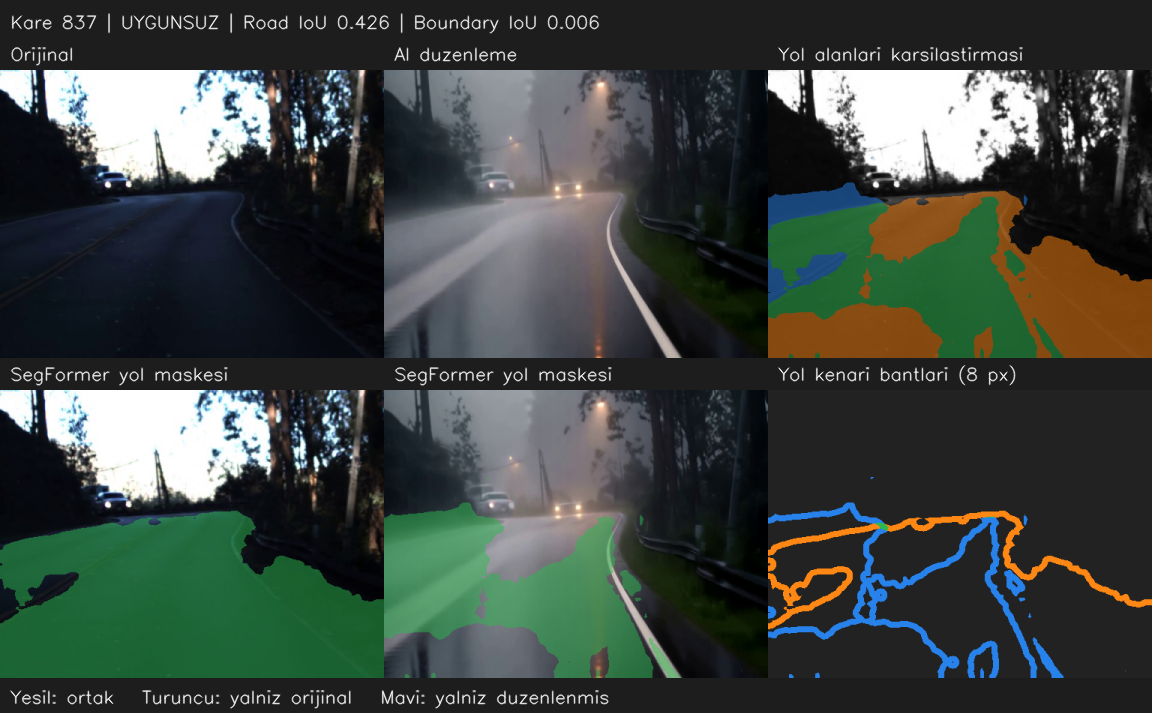 Kare 837 | UYGUNSUZ | Road IoU 0.426 | Boundary IoU 0.006
Orijinal
AI duzenleme
Yol alanlari karsilastirmasi
SegFormer yol maskesi
SegFormer yol maskesi
Yol kenari bantlari (8 px)
Yesil: ortak
Turuncu: yalniz orijinal
Mavi: yalniz duzenlenmis